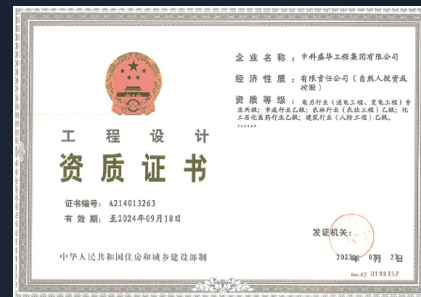 工程设计
资质证书
证书编号: A214013263
有效期: 至2024年09月18日
中华人民共和国住房和城乡建设部制
企业名称: 中科盛华工程集团有限公司
经济性质: 有限责任公司(自然人投资或
控股)
资质等级: 电力行业(送电工程、变电工程)专
业丙级; 市政行业乙级; 农林行业(农业工程)乙级; 化
工石化医药行业乙级; 建筑行业(人防工程)乙级。
******
发证机关:
No.AZ 0138352